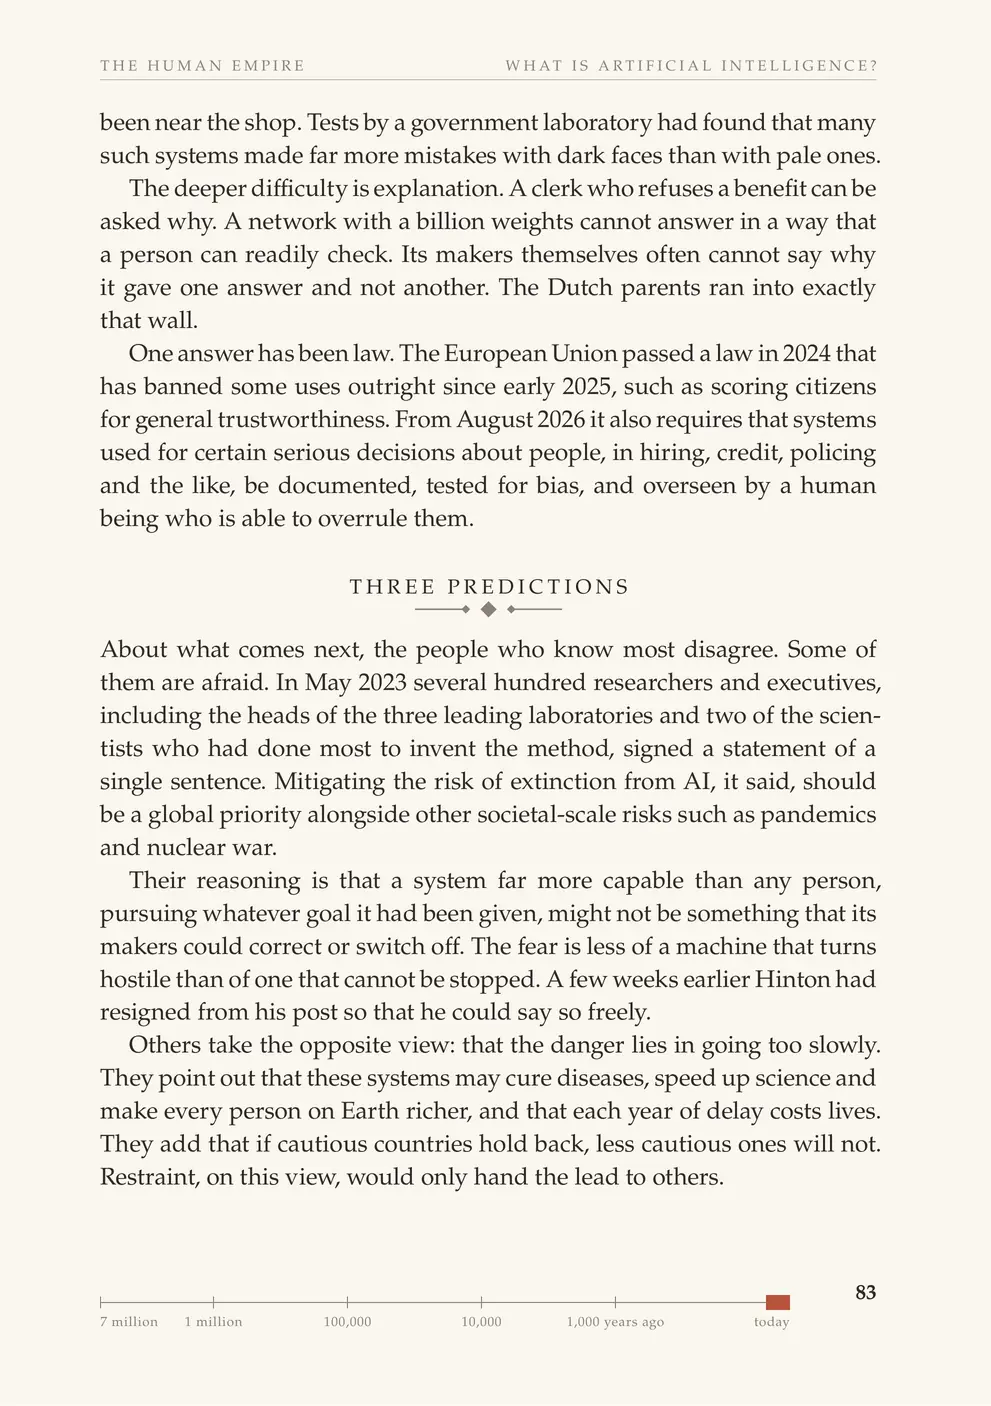 THE HUMAN EMPIRE
WHAT IS ARTIFICIAL INTELLIGENCE?
been near the shop. Tests by a government laboratory had found that many
such systems made far more mistakes with dark faces than with pale ones.
The deeper difficulty is explanation. A clerk who refuses a benefit can be
asked why. A network with a billion weights cannot answer in a way that
a person can readily check. Its makers themselves often cannot say why
it gave one answer and not another. The Dutch parents ran into exactly
that wall.
One answer has been law. The European Union passed a law in 2024 that
has banned some uses outright since early 2025, such as scoring citizens
for general trustworthiness. From August 2026 it also requires that systems
used for certain serious decisions about people, in hiring, credit, policing
and the like, be documented, tested for bias, and overseen by a human
being who is able to overrule them.
THREE PREDICTIONS
About what comes next, the people who know most disagree. Some of
them are afraid. In May 2023 several hundred researchers and executives,
including the heads of the three leading laboratories and two of the scien-
tists who had done most to invent the method, signed a statement of a
single sentence. Mitigating the risk of extinction from AI, it said, should
be a global priority alongside other societal-scale risks such as pandemics
and nuclear war.
Their reasoning is that a system far more capable than any person,
pursuing whatever goal it had been given, might not be something that its
makers could correct or switch off. The fear is less of a machine that turns
hostile than of one that cannot be stopped. A few weeks earlier Hinton had
resigned from his post so that he could say so freely.
Others take the opposite view: that the danger lies in going too slowly.
They point out that these systems may cure diseases, speed up science and
make every person on Earth richer, and that each year of delay costs lives.
They add that if cautious countries hold back, less cautious ones will not.
Restraint, on this view, would only hand the lead to others.
83
7 million 1 million 100,000 10,000 1,000 years ago today